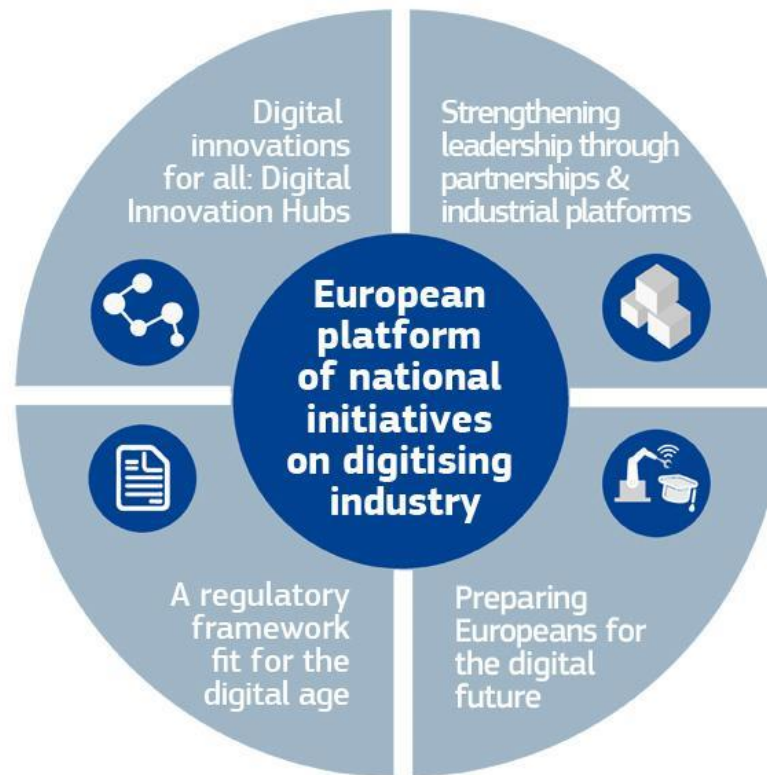 Digital
innovations
for all: Digital
Innovation Hubs
Strengthening
leadership through
partnerships &
industrial platforms
European
platform
of national
initiatives
on digitising
industry
A regulatory
framework
fit for the
digital age
Preparing
Europeans for
the digital
future